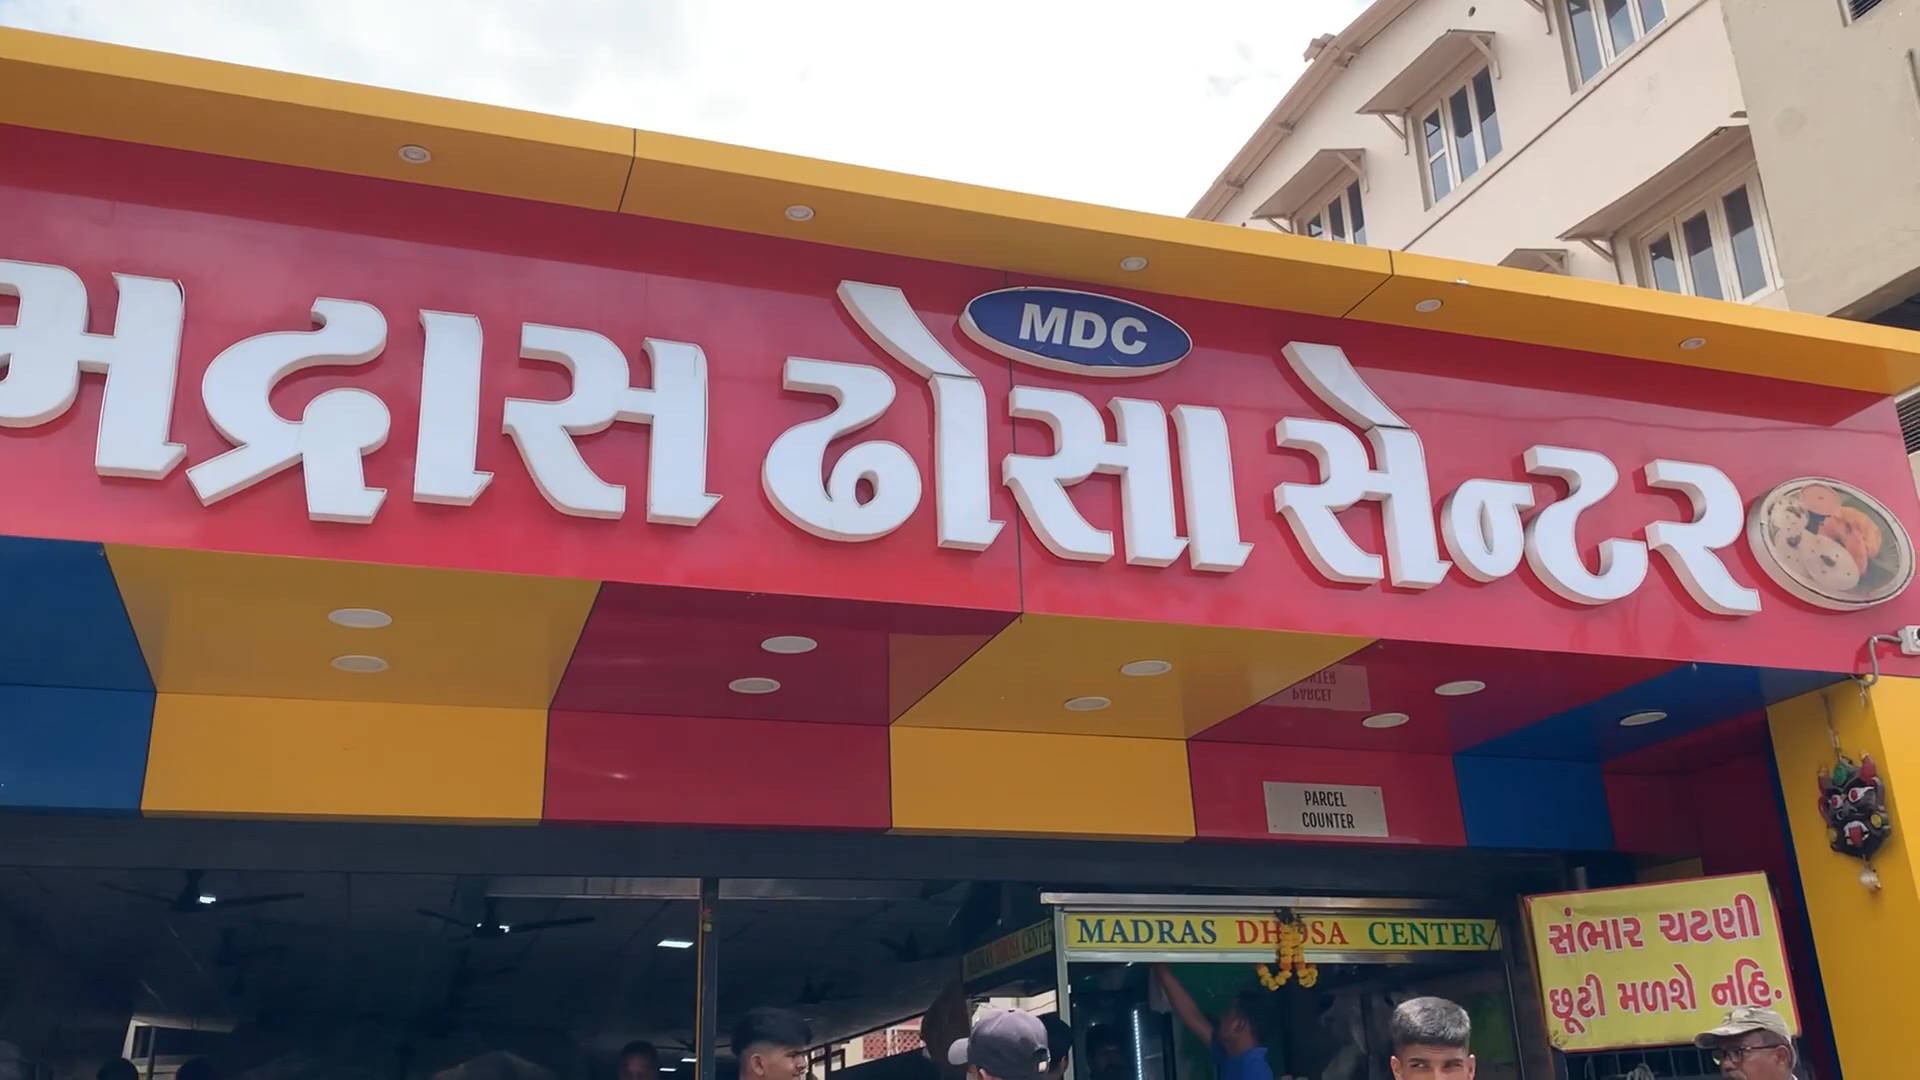 MDC
મદ્રાસ ઢોસા સેન્ટર
PARCEL
COUNTER
MADRAS DHOSA CENTER
સંભાર ચટણી
છૂટી મળશે નહિ.